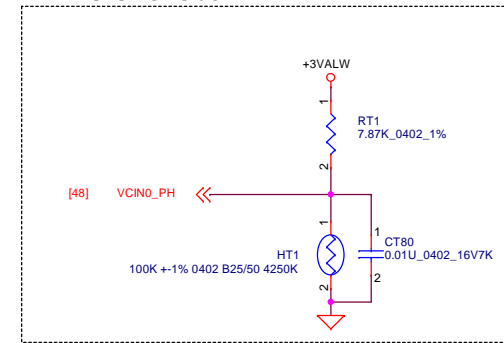 +3VALW
1
RT1
7.87K_0402_1%
2
[48] VCIN0_PH
1
1
HT1
CT80
100K +-1% 0402 B25/50 4250K
0.01U_0402_16V7K
2
2